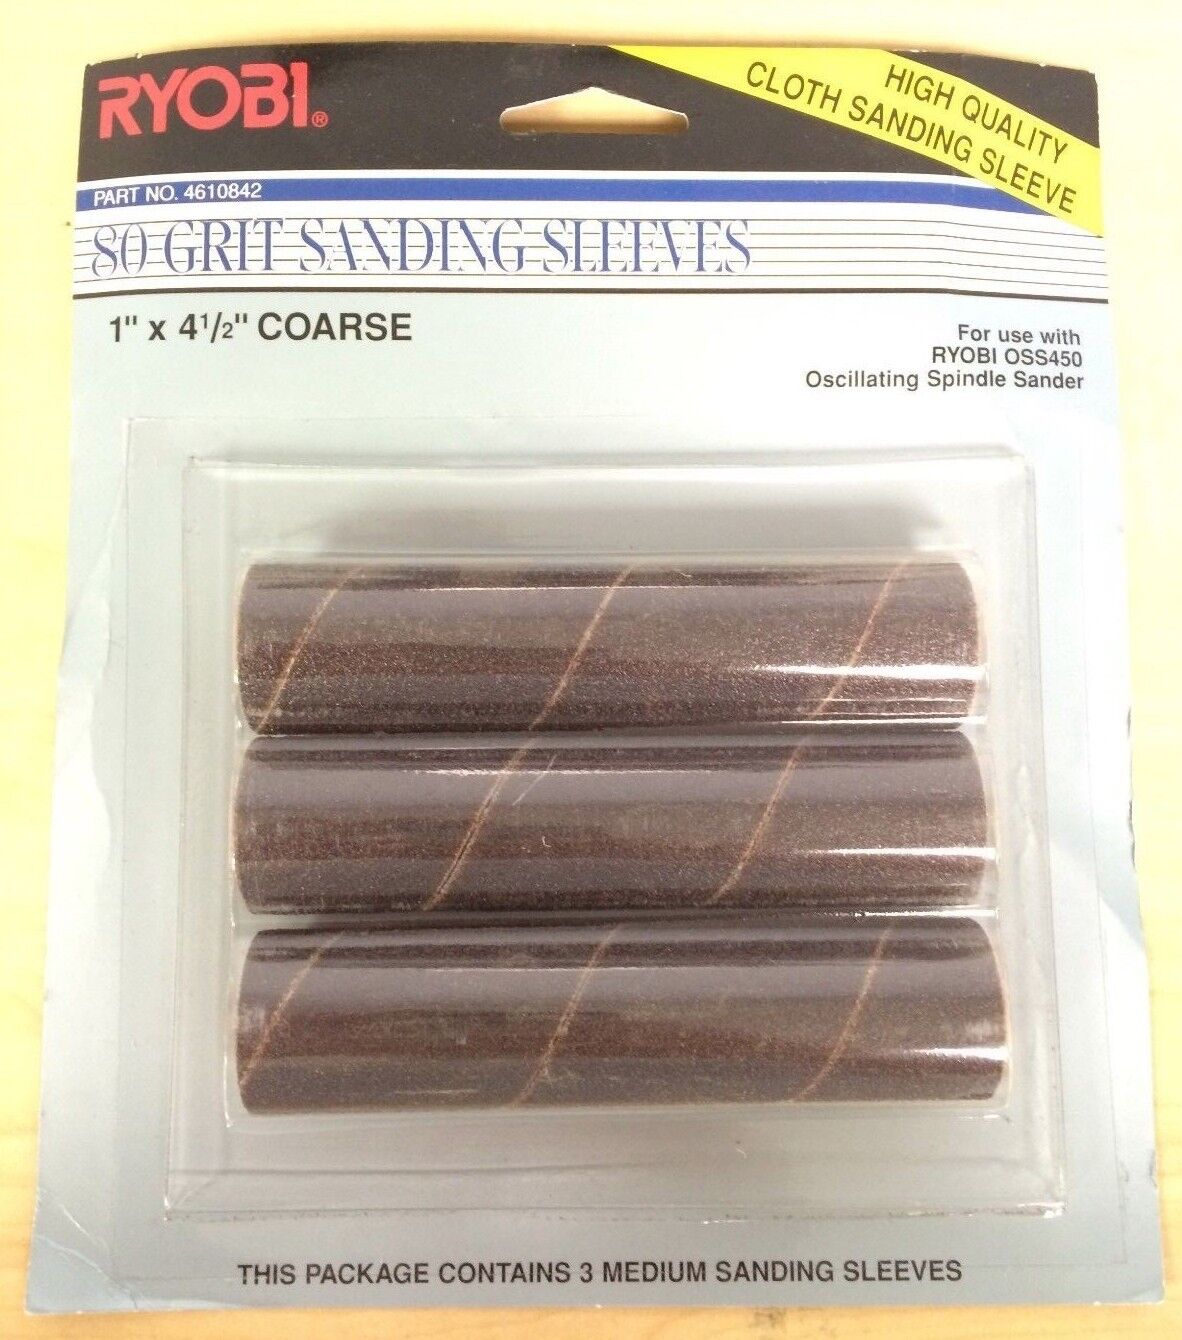 RYOBI®
HIGH QUALITY
CLOTH SANDING SLEEVE
PART NO. 4610842
80 GRIT SANDING SLEEVES
1" x 4 1/2" COARSE
For use with
RYOBI OSS450
Oscillating Spindle Sander
THIS PACKAGE CONTAINS 3 MEDIUM SANDING SLEEVES